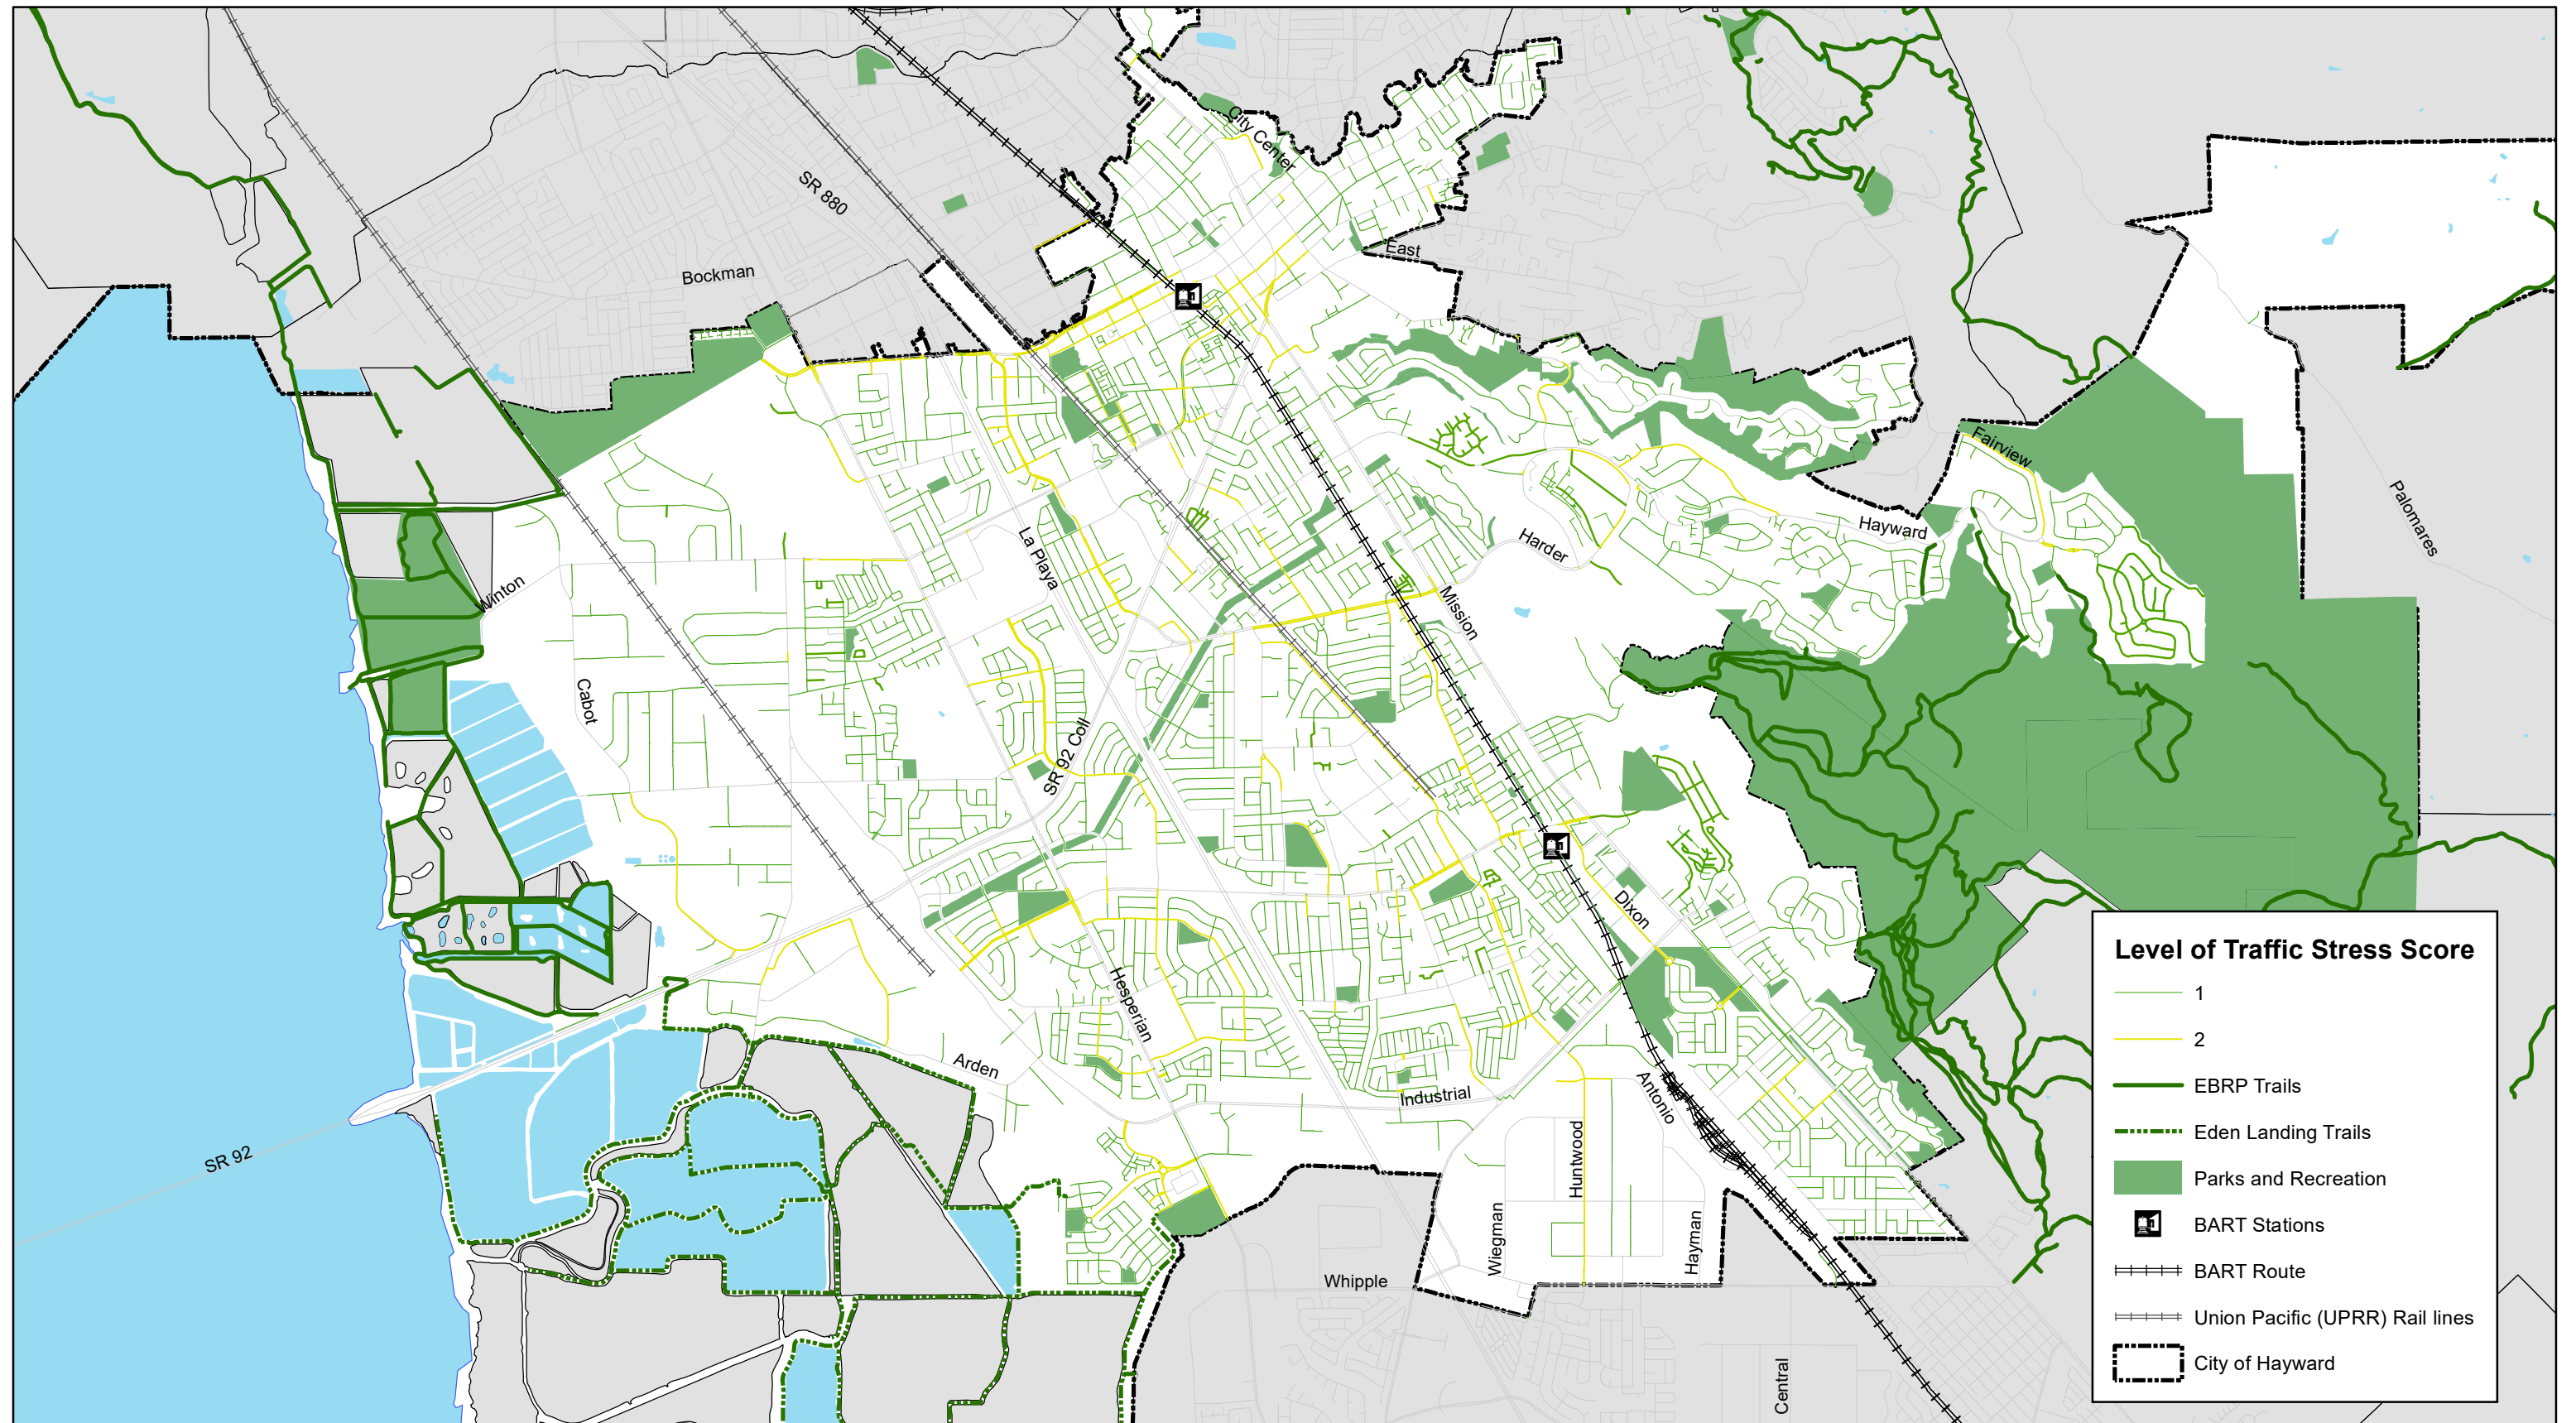 City Center
SR 880
East
Bockman
Fairview
Palomares
Hayward
Harder
La Playa
Winton
Mission
Cabot
SR 92 Coll
Dixon
Hesperian
Arden
Industrial
Antonio
SR 92
Huntwood
Wiegman
Hayman
Whipple
Central
Level of Traffic Stress Score
1
2
EBRP Trails
Eden Landing Trails
Parks and Recreation
BART Stations
BART Route
Union Pacific (UPRR) Rail lines
City of Hayward